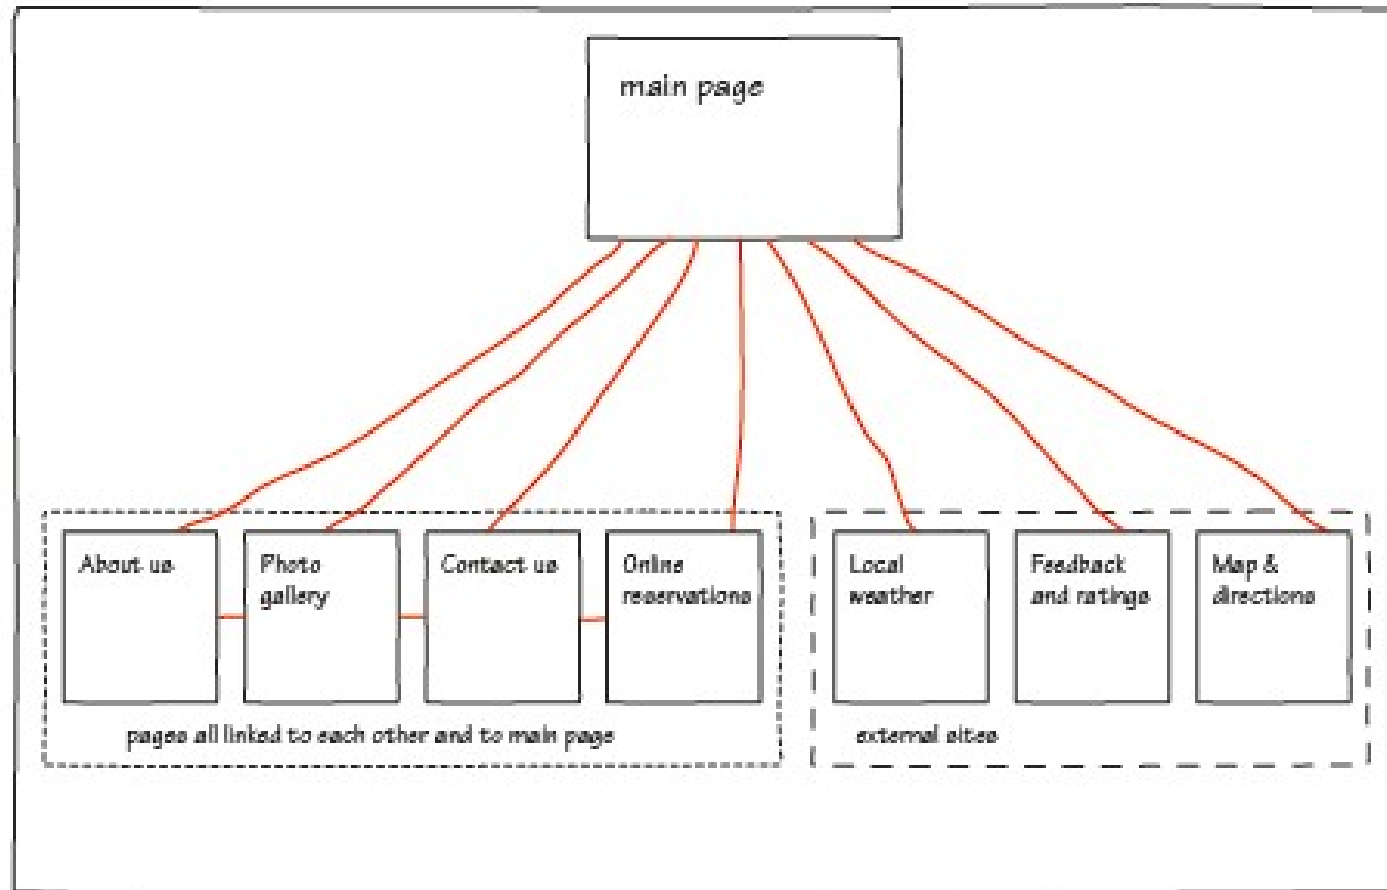 main page
About us
Photo
gallery
Contact us
Online
reservations
Local
weather
Feedback
and ratings
Map &
directions
pages all linked to each other and to main page
external sites